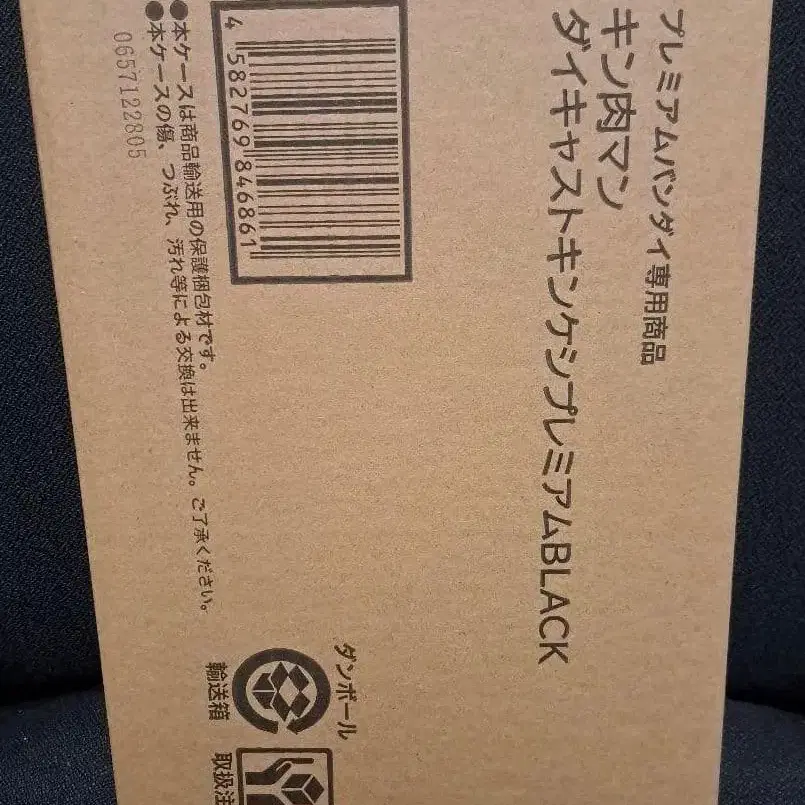 プレミアムバンダイ専用商品
キン肉マン
ダイキャストキンケシプレミアムBLACK
4 582769 846861
●本ケースは商品輸送用の保護梱包材です。
●本ケースの傷、つぶれ、汚れ等による交換は出来ません。ご了承ください。
0657122805
ダンボール
輸送箱
取扱注